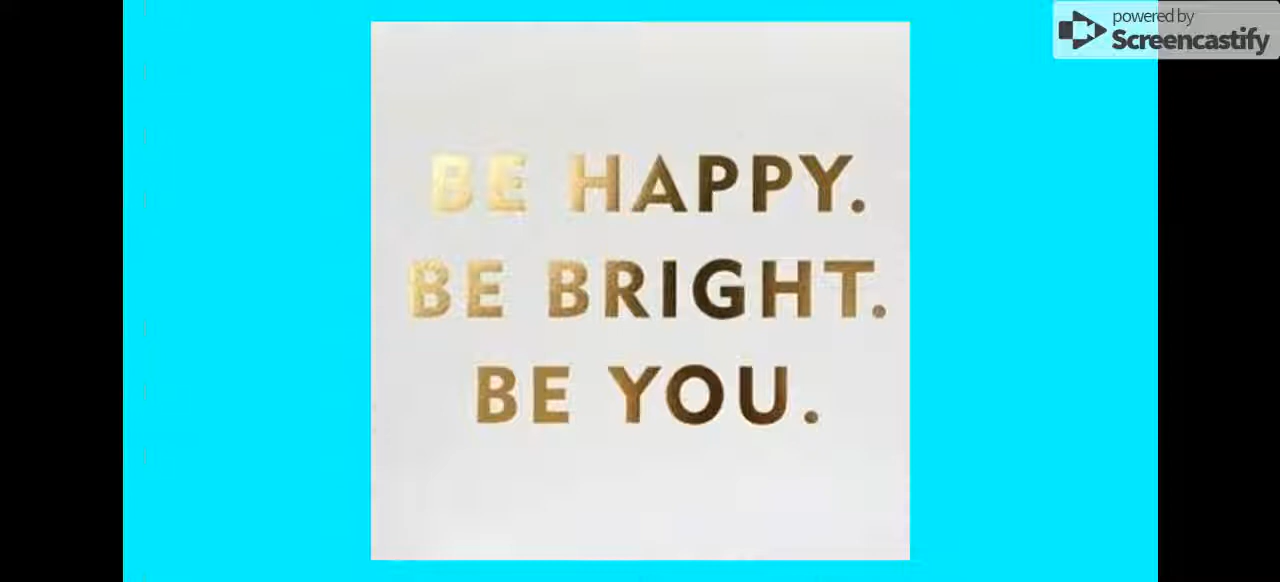 powered by
Screencastify
BE HAPPY.
BE BRIGHT.
BE YOU.